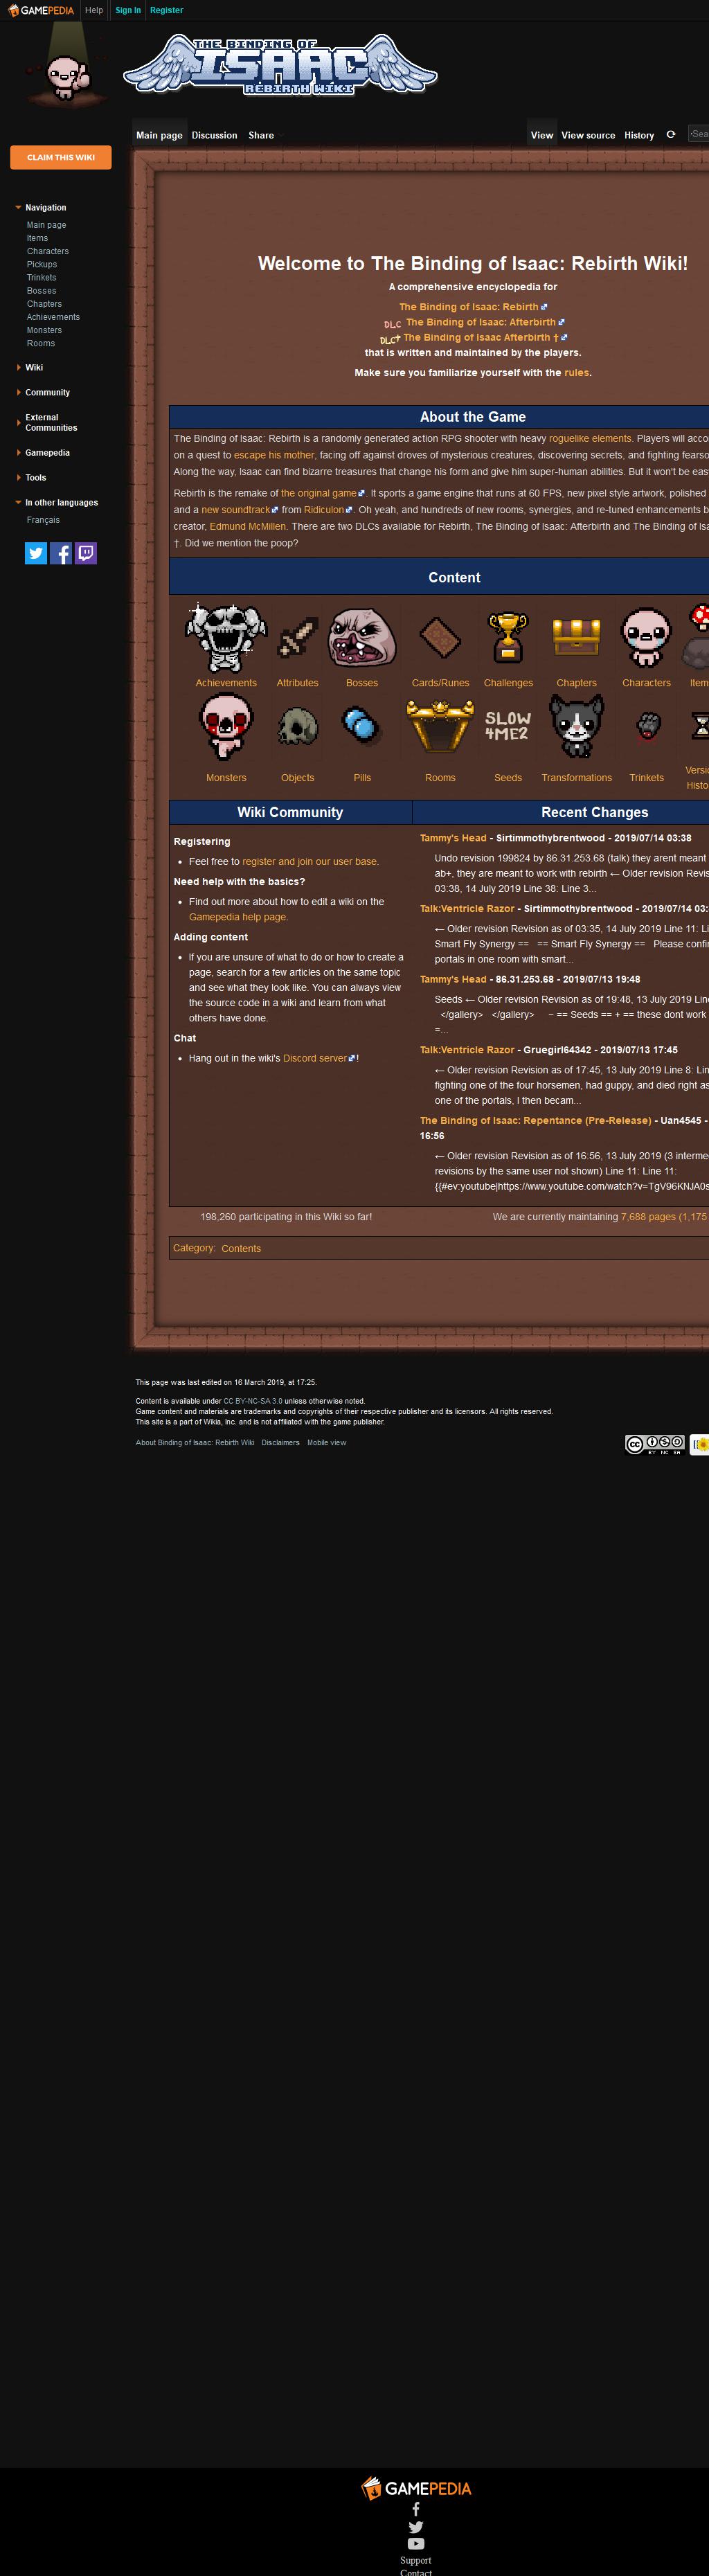 GAMEPEDIA Help Sign In Register
THE BINDING OF
ISAAC
REBIRTH WIKI
Main page Discussion Share View View source History
CLAIM THIS WIKI
Navigation
Main page
Items
Characters
Pickups
Trinkets
Bosses
Chapters
Achievements
Monsters
Rooms
Wiki
Community
External
Communities
Gamepedia
Tools
In other languages
Français
Welcome to The Binding of Isaac: Rebirth Wiki!
A comprehensive encyclopedia for
The Binding of Isaac: Rebirth
DLC The Binding of Isaac: Afterbirth
DLC† The Binding of Isaac Afterbirth †
that is written and maintained by the players.
Make sure you familiarize yourself with the rules.
About the Game
The Binding of Isaac: Rebirth is a randomly generated action RPG shooter with heavy roguelike elements. Players will acco
on a quest to escape his mother, facing off against droves of mysterious creatures, discovering secrets, and fighting fearso
Along the way, Isaac can find bizarre treasures that change his form and give him super-human abilities. But it won't be eas
Rebirth is the remake of the original game. It sports a game engine that runs at 60 FPS, new pixel style artwork, polished
and a new soundtrack from Ridiculon. Oh yeah, and hundreds of new rooms, synergies, and re-tuned enhancements b
creator, Edmund McMillen. There are two DLCs available for Rebirth, The Binding of Isaac: Afterbirth and The Binding of Isa
†. Did we mention the poop?
Content
Achievements Attributes Bosses Cards/Runes Challenges Chapters Characters Item
SLOW
4ME2
Monsters Objects Pills Rooms Seeds Transformations Trinkets Versio
Histo
Wiki Community
Registering
Feel free to register and join our user base.
Need help with the basics?
Find out more about how to edit a wiki on the
Gamepedia help page.
Adding content
If you are unsure of what to do or how to create a
page, search for a few articles on the same topic
and see what they look like. You can always view
the source code in a wiki and learn from what
others have done.
Chat
Hang out in the wiki's Discord server!
Recent Changes
Tammy's Head - Sirtimmothybrentwood - 2019/07/14 03:38
Undo revision 199824 by 86.31.253.68 (talk) they arent meant
ab+, they are meant to work with rebirth ← Older revision Revis
03:38, 14 July 2019 Line 38: Line 3...
Talk:Ventricle Razor - Sirtimmothybrentwood - 2019/07/14 03:
← Older revision Revision as of 03:35, 14 July 2019 Line 11: Li
Smart Fly Synergy == == Smart Fly Synergy == Please confi
portals in one room with smart...
Tammy's Head - 86.31.253.68 - 2019/07/13 19:48
Seeds ← Older revision Revision as of 19:48, 13 July 2019 Line
</gallery> </gallery> − == Seeds == + == these dont work
=...
Talk:Ventricle Razor - Gruegirl64342 - 2019/07/13 17:45
← Older revision Revision as of 17:45, 13 July 2019 Line 8: Lin
fighting one of the four horsemen, had guppy, and died right as
one of the portals, I then becam...
The Binding of Isaac: Repentance (Pre-Release) - Uan4545 -
16:56
← Older revision Revision as of 16:56, 13 July 2019 (3 interme
revisions by the same user not shown) Line 11: Line 11:
{{#ev:youtube|https://www.youtube.com/watch?v=TgV96KNJA0s
198,260 participating in this Wiki so far! We are currently maintaining 7,688 pages (1,175
Category: Contents
This page was last edited on 16 March 2019, at 17:25.
Content is available under CC BY-NC-SA 3.0 unless otherwise noted.
Game content and materials are trademarks and copyrights of their respective publisher and its licensors. All rights reserved.
This site is a part of Wikia, Inc. and is not affiliated with the game publisher.
About Binding of Isaac: Rebirth Wiki Disclaimers Mobile view
CC BY NC SA
GAMEPEDIA
Support
Contact